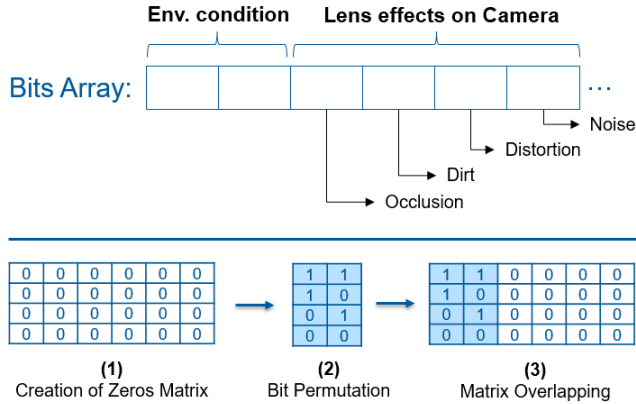 Env. condition Lens effects on Camera
Bits Array: ...
Noise
Distortion
Dirt
Occlusion
0 0 0 0 0 0
0 0 0 0 0 0
0 0 0 0 0 0
0 0 0 0 0 0
1 1
1 0
0 1
0 0
1 1 0 0 0 0
1 0 0 0 0 0
0 1 0 0 0 0
0 0 0 0 0 0
(1)
Creation of Zeros Matrix
(2)
Bit Permutation
(3)
Matrix Overlapping